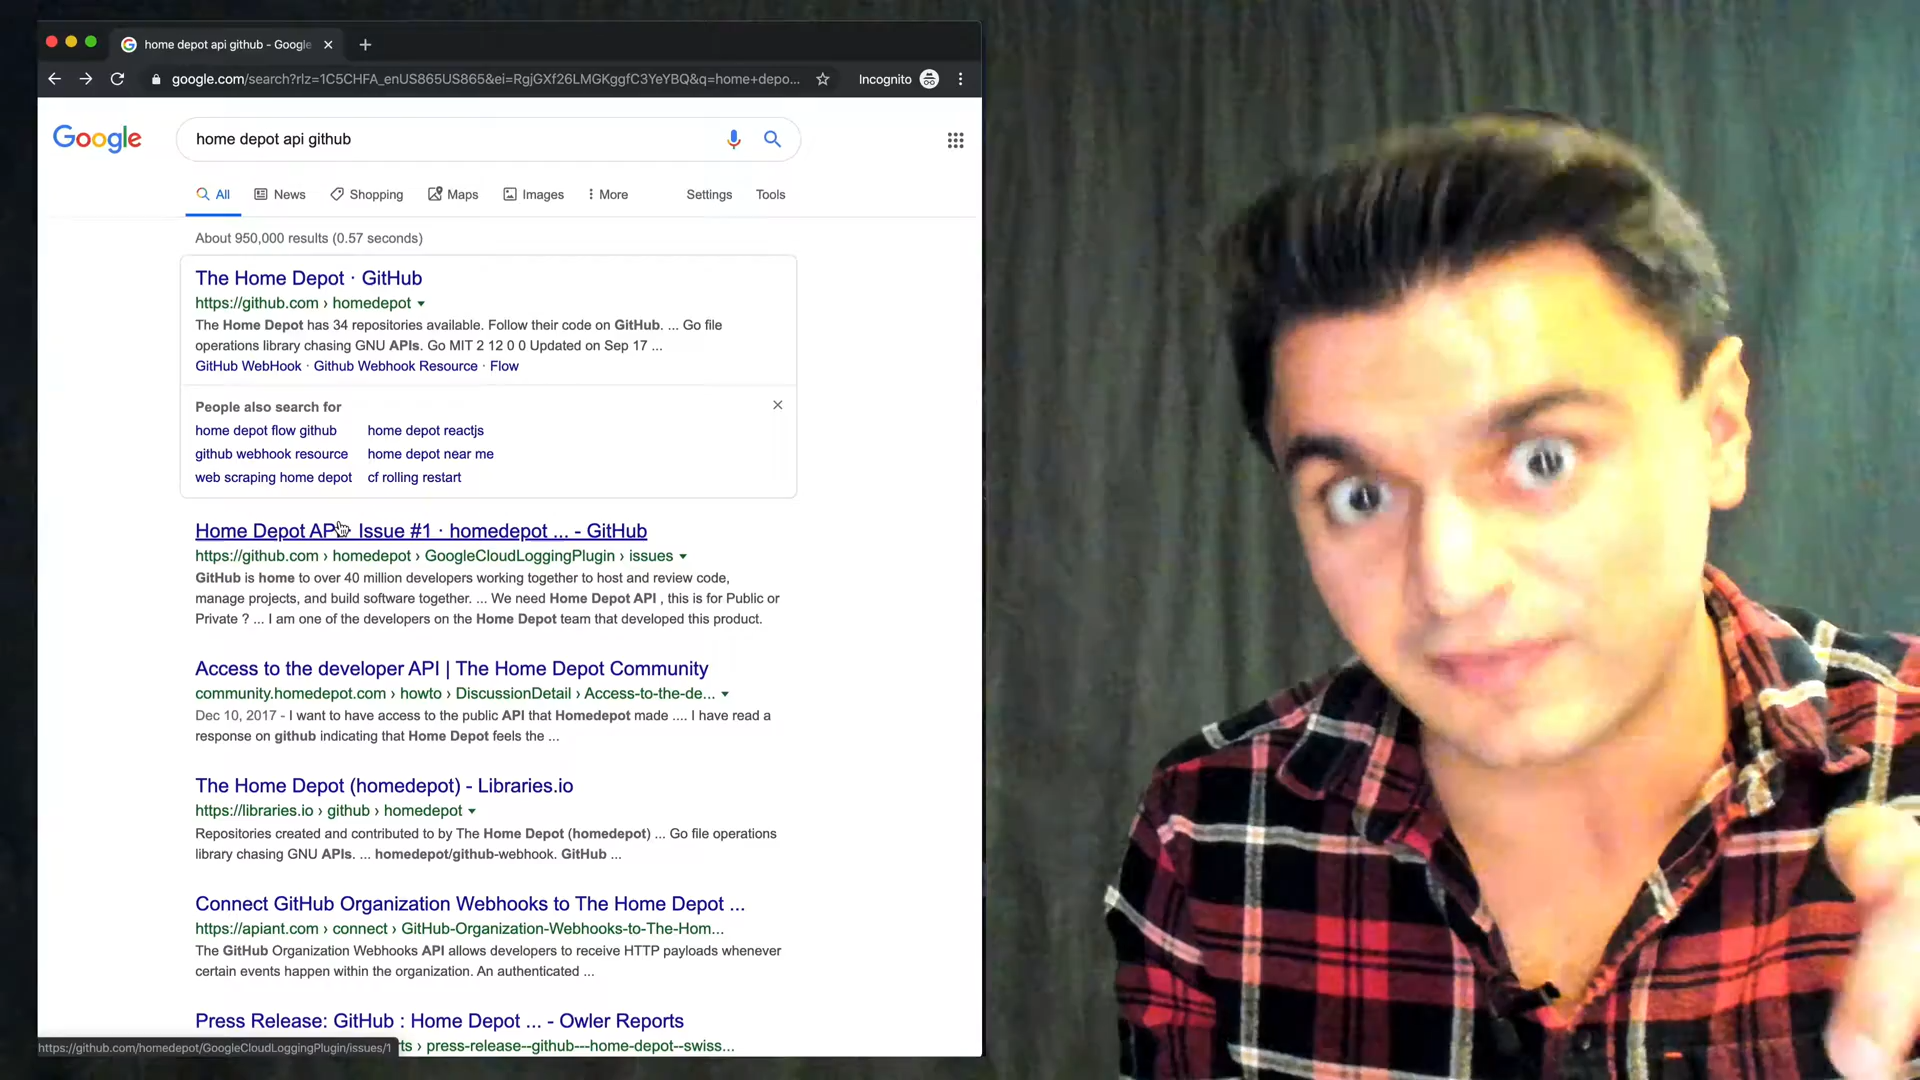 home depot api github - Google
google.com/search?rlz=1C5CHFA_enUS865US865&ei=RgjGXf26LMGKggfC3YeYBQ&q=home+depo...
Incognito
Google
home depot api github
All
News
Shopping
Maps
Images
More
Settings
Tools
About 950,000 results (0.57 seconds)
The Home Depot · GitHub
https://github.com › homedepot
The Home Depot has 34 repositories available. Follow their code on GitHub. ... Go file
operations library chasing GNU APIs. Go MIT 2 12 0 0 Updated on Sep 17 ...
GitHub WebHook · Github Webhook Resource · Flow
People also search for
home depot flow github
home depot reactjs
github webhook resource
home depot near me
web scraping home depot
cf rolling restart
Home Depot API · Issue #1 · homedepot ... - GitHub
https://github.com › homedepot › GoogleCloudLoggingPlugin › issues
GitHub is home to over 40 million developers working together to host and review code,
manage projects, and build software together. ... We need Home Depot API , this is for Public or
Private ? ... I am one of the developers on the Home Depot team that developed this product.
Access to the developer API | The Home Depot Community
community.homedepot.com › howto › DiscussionDetail › Access-to-the-de...
Dec 10, 2017 - I want to have access to the public API that Homedepot made .... I have read a
response on github indicating that Home Depot feels the ...
The Home Depot (homedepot) - Libraries.io
https://libraries.io › github › homedepot
Repositories created and contributed to by The Home Depot (homedepot) ... Go file operations
library chasing GNU APIs. ... homedepot/github-webhook. GitHub ...
Connect GitHub Organization Webhooks to The Home Depot ...
https://apiant.com › connect › GitHub-Organization-Webhooks-to-The-Hom...
The GitHub Organization Webhooks API allows developers to receive HTTP payloads whenever
certain events happen within the organization. An authenticated ...
Press Release: GitHub : Home Depot ... - Owler Reports
https://github.com/homedepot/GoogleCloudLoggingPlugin/issues/1
rts › press-release--github---home-depot--swiss...